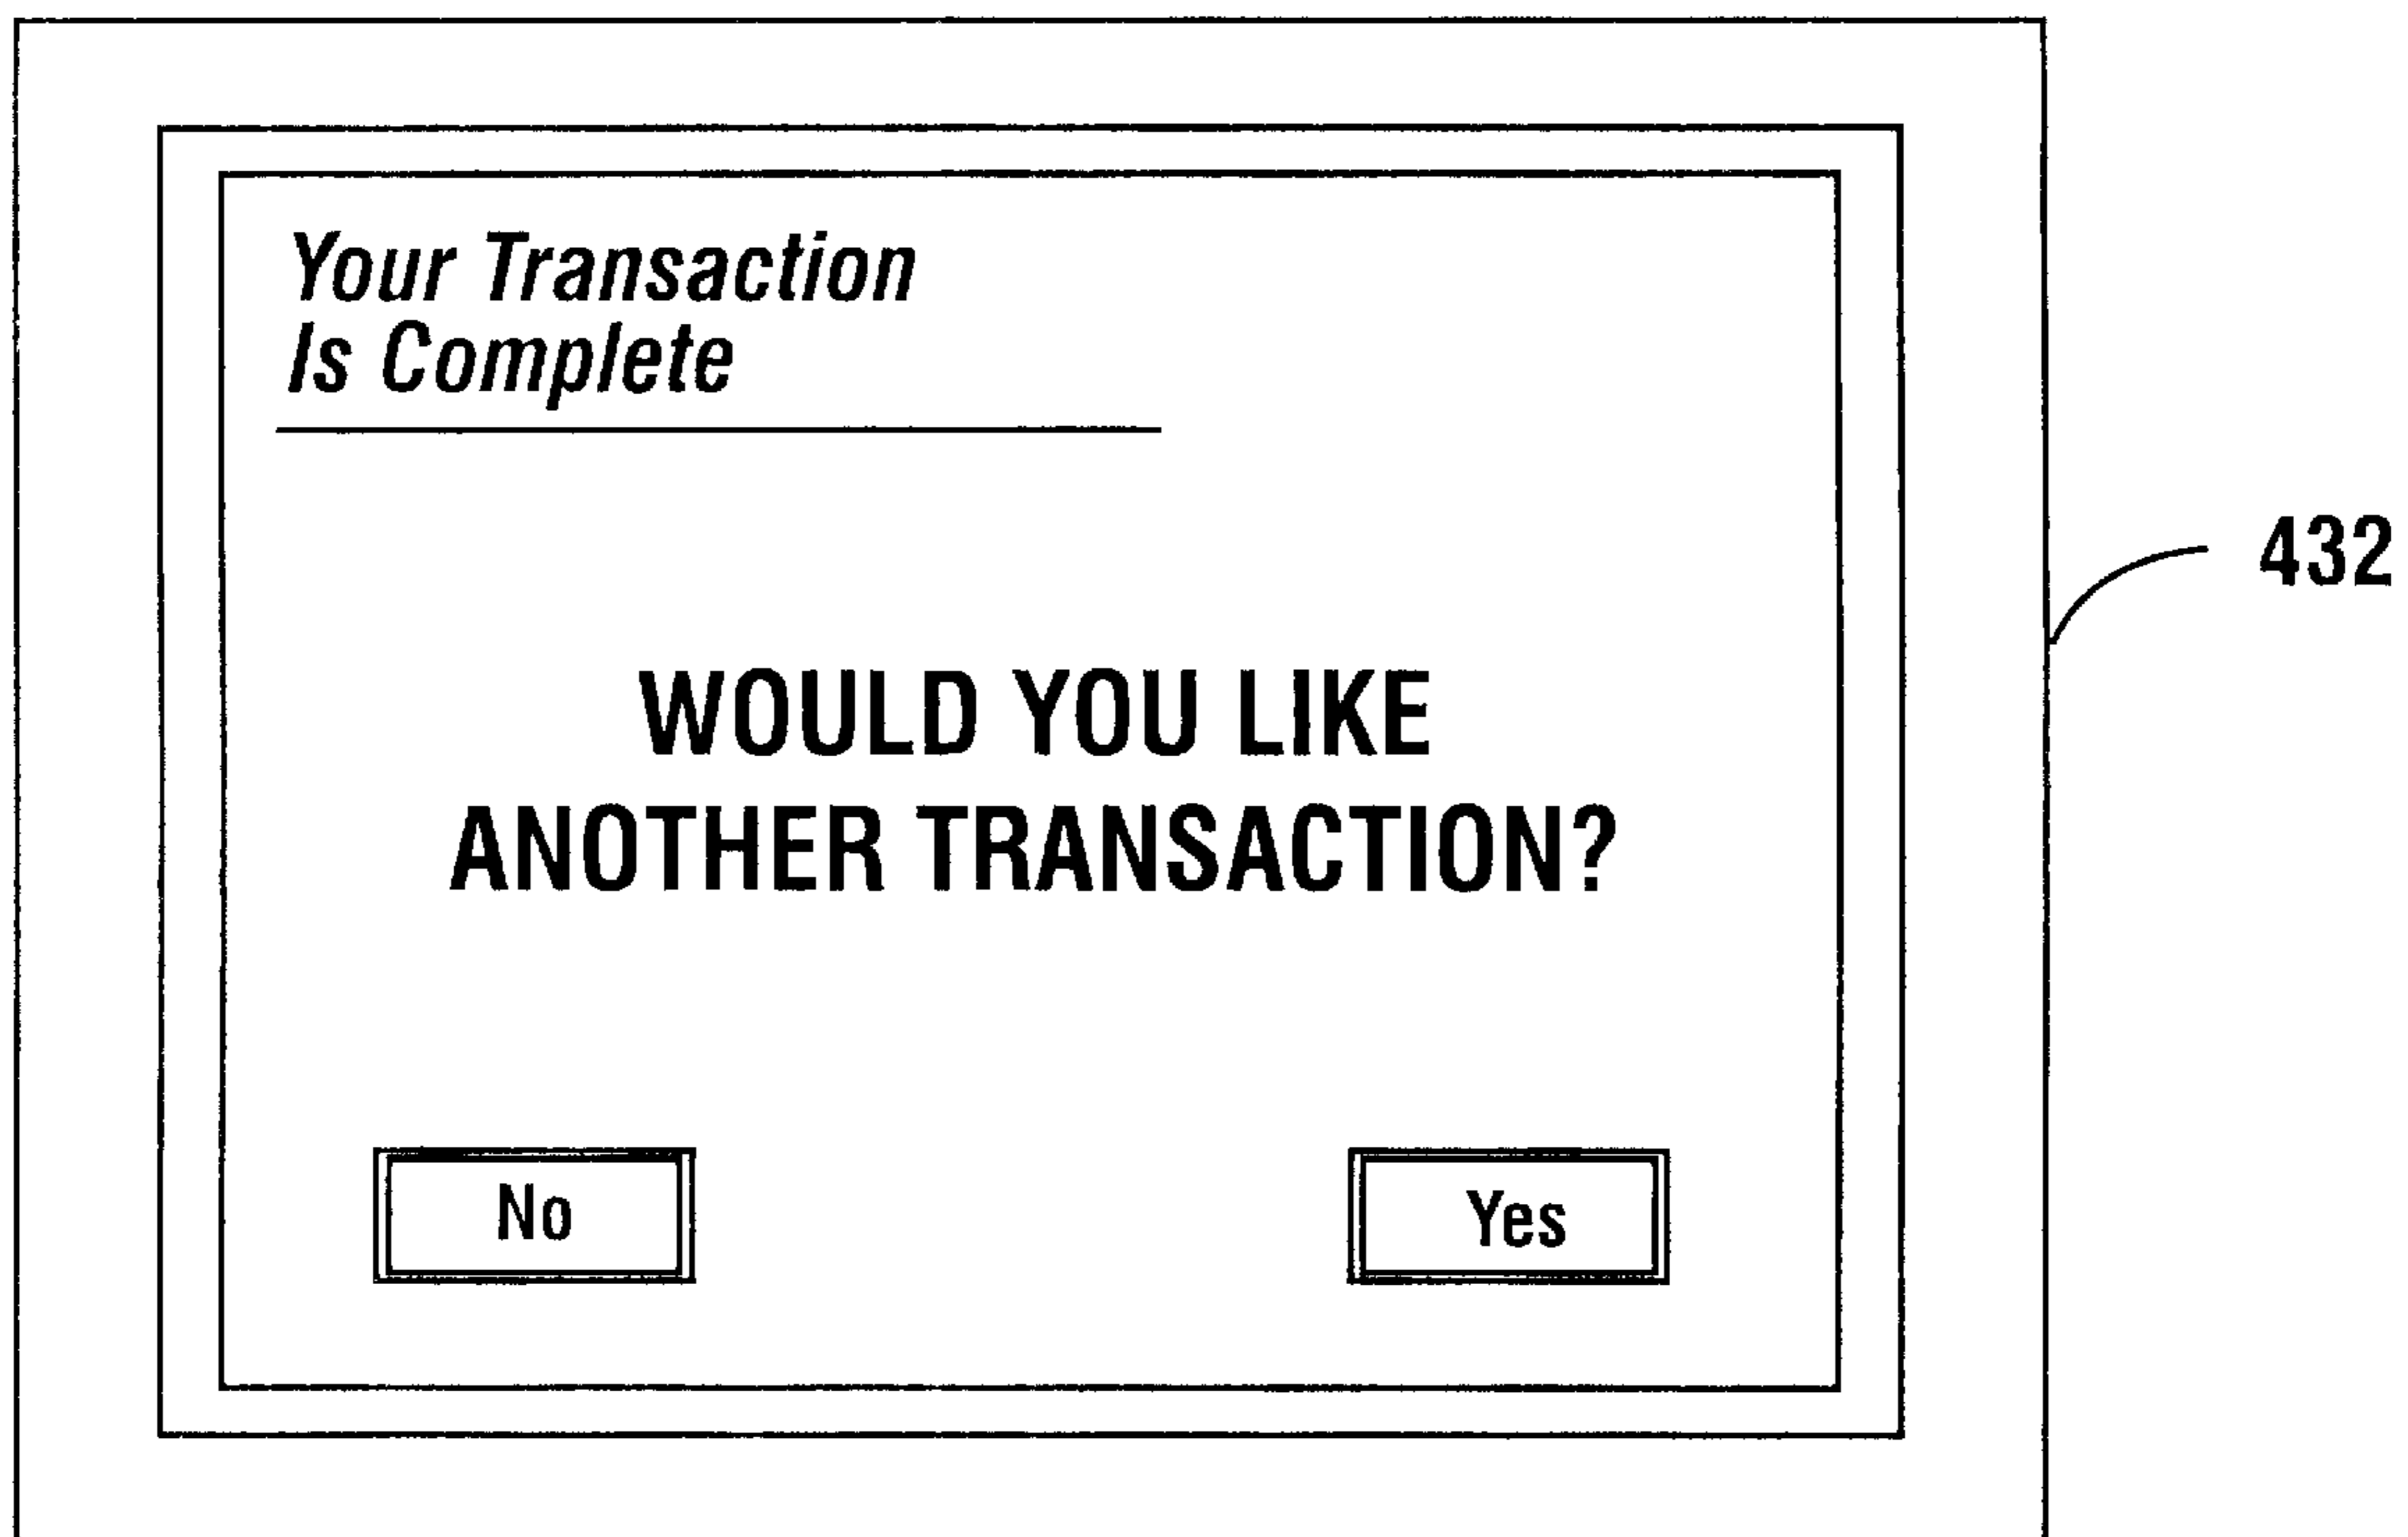 Your Transaction
Is Complete
432
WOULD YOU LIKE
ANOTHER TRANSACTION?
No
Yes